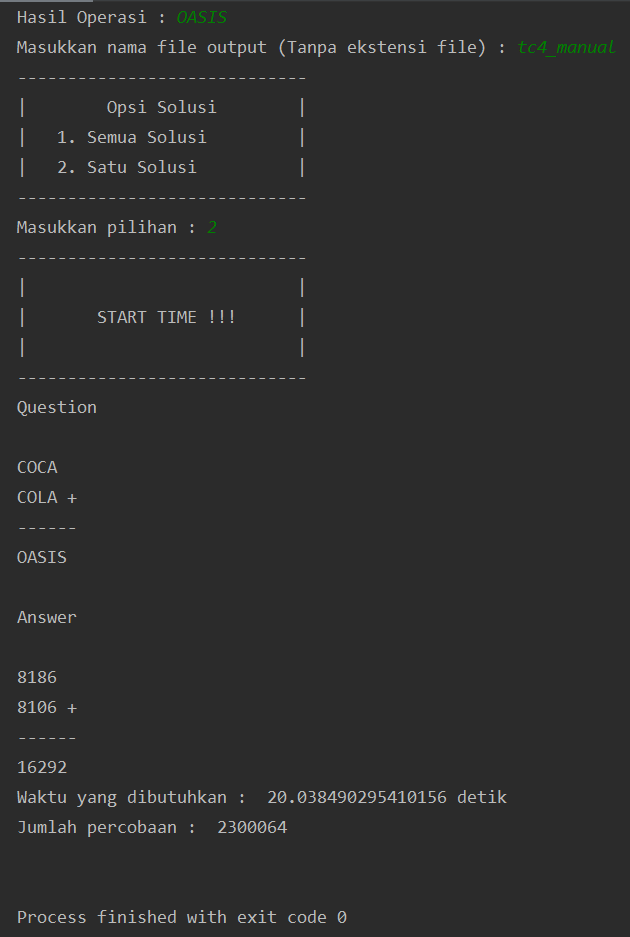 Hasil Operasi : OASIS
Masukkan nama file output (Tanpa ekstensi file) : tc4_manual
-----------------------------
|        Opsi Solusi        |
|   1. Semua Solusi         |
|   2. Satu Solusi          |
-----------------------------
Masukkan pilihan : 2
-----------------------------
|                           |
|       START TIME !!!      |
|                           |
-----------------------------
Question

COCA
COLA +
------
OASIS

Answer

8186
8106 +
------
16292
Waktu yang dibutuhkan :  20.038490295410156 detik
Jumlah percobaan :  2300064


Process finished with exit code 0